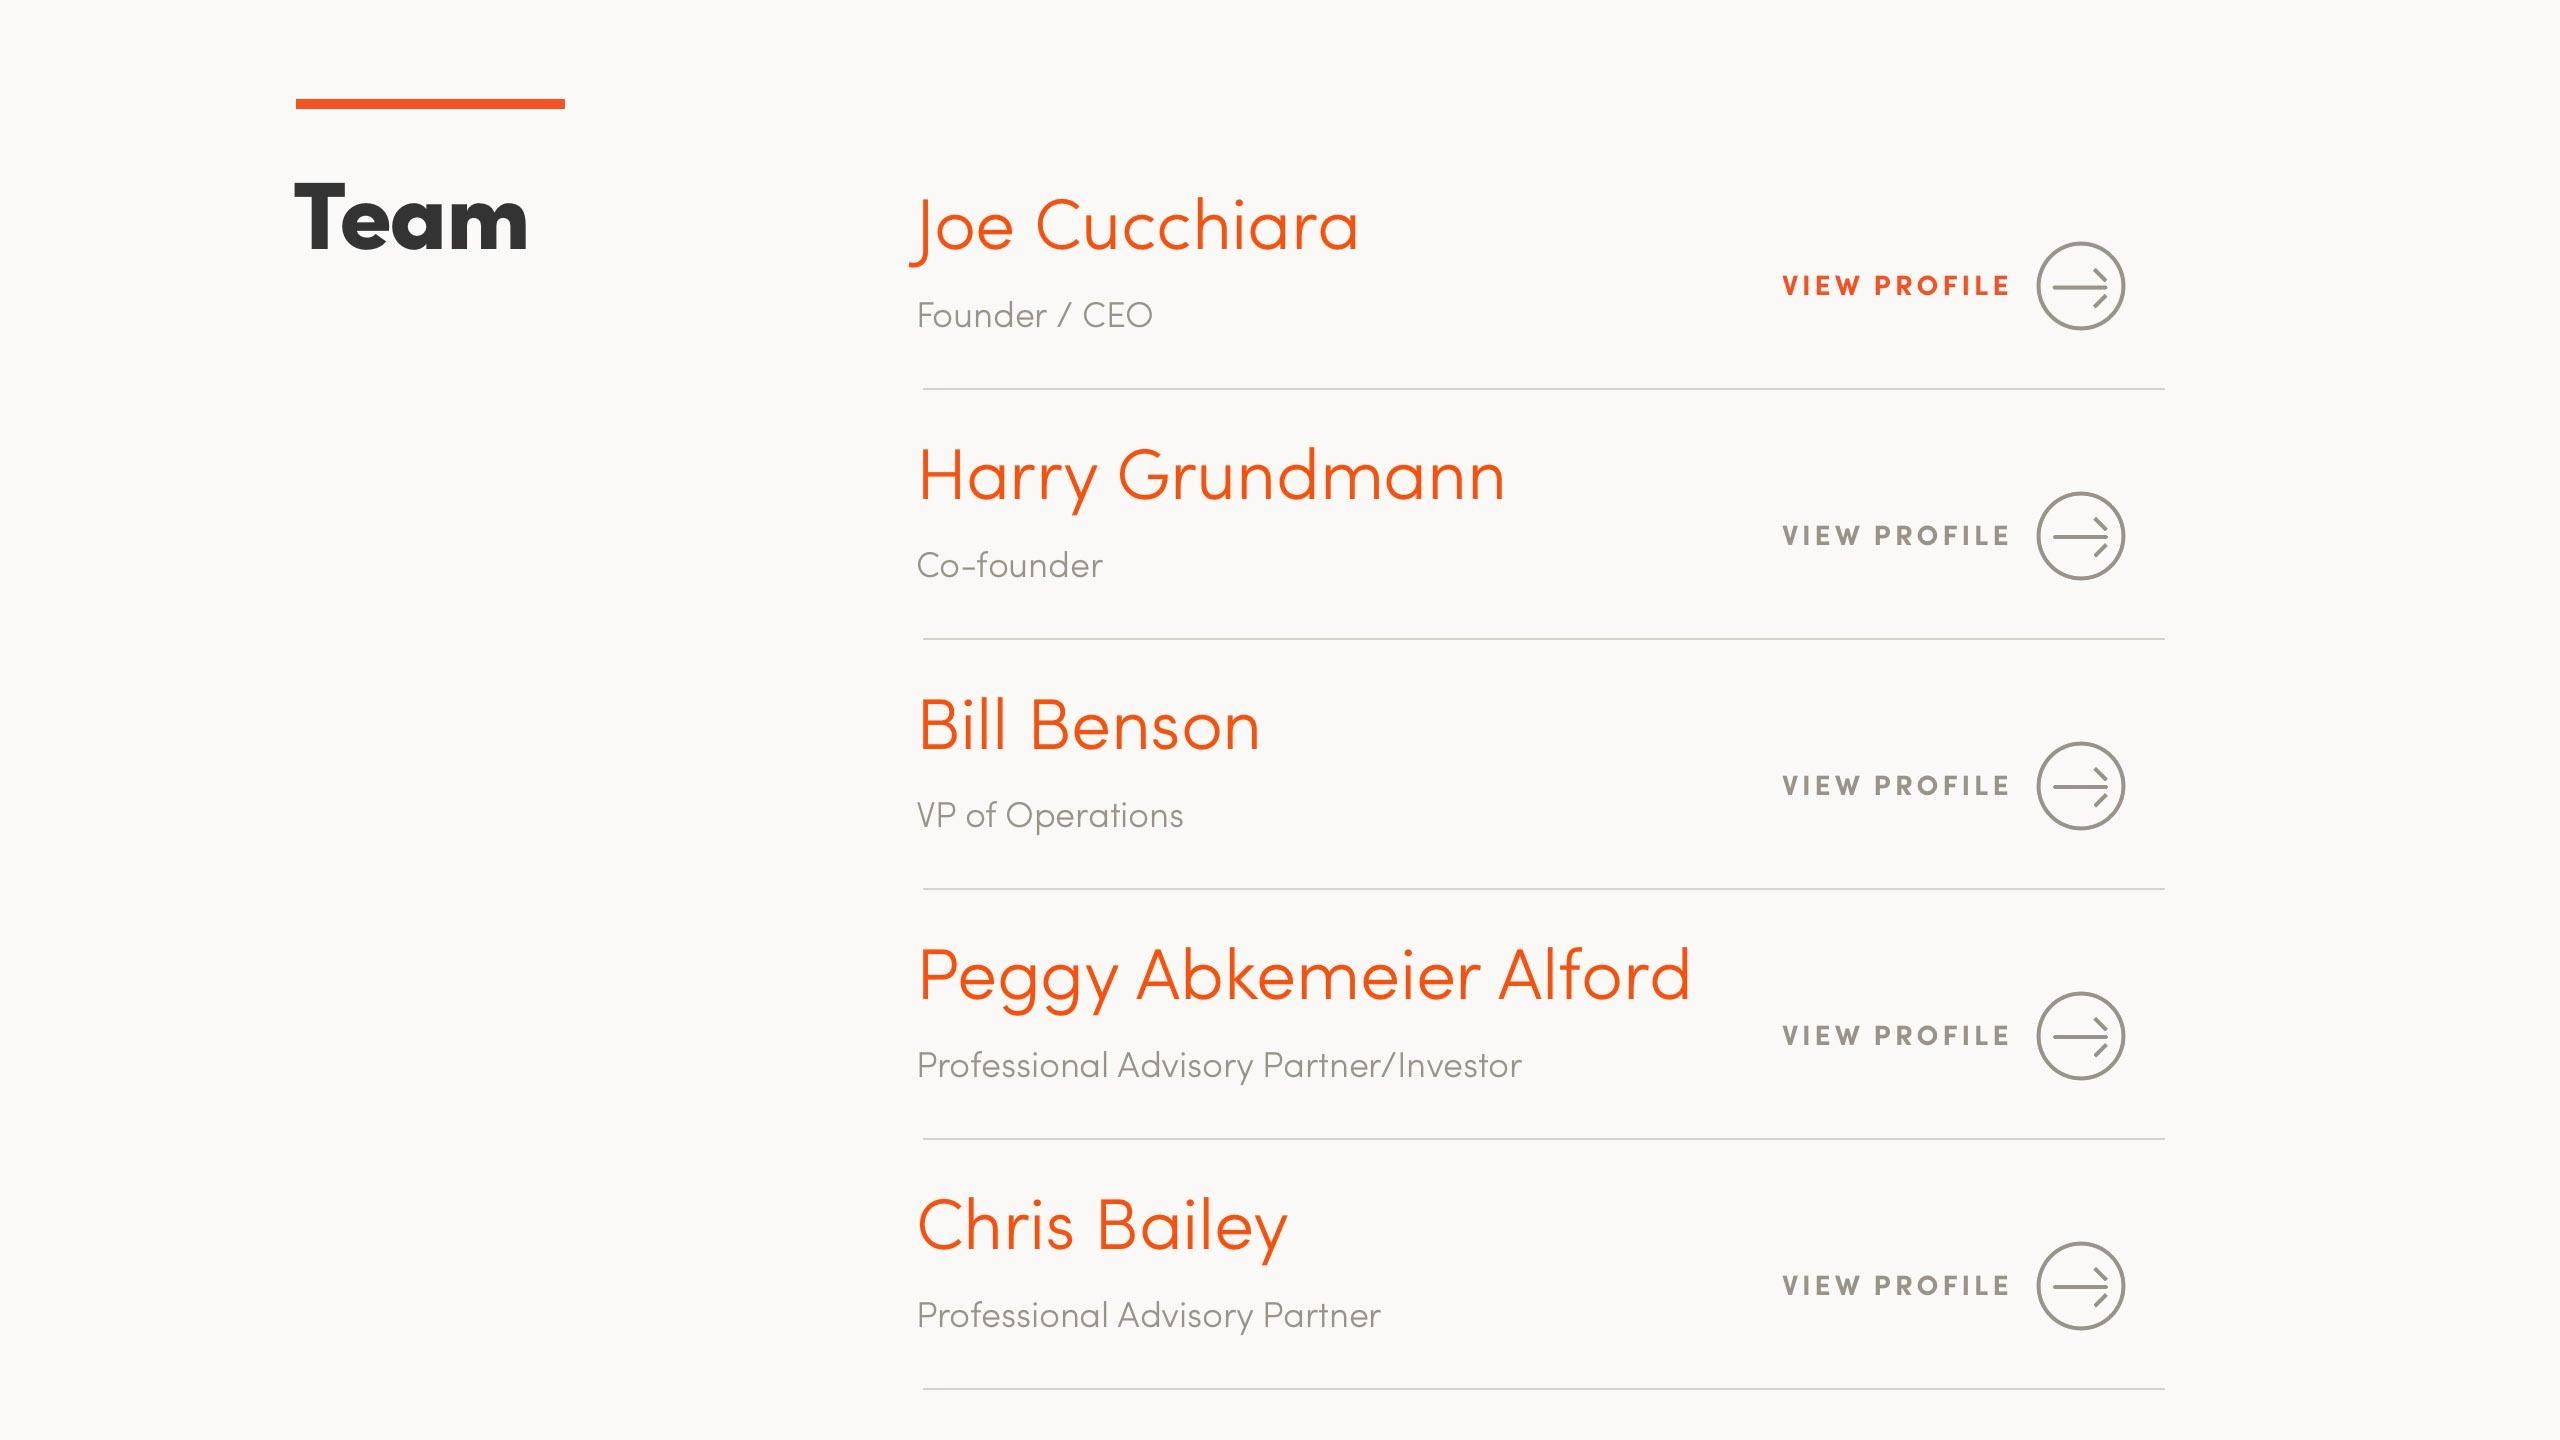 Team
Joe Cucchiara
Founder / CEO
VIEW PROFILE
Harry Grundmann
Co-founder
VIEW PROFILE
Bill Benson
VP of Operations
VIEW PROFILE
Peggy Abkemeier Alford
Professional Advisory Partner/Investor
VIEW PROFILE
Chris Bailey
Professional Advisory Partner
VIEW PROFILE